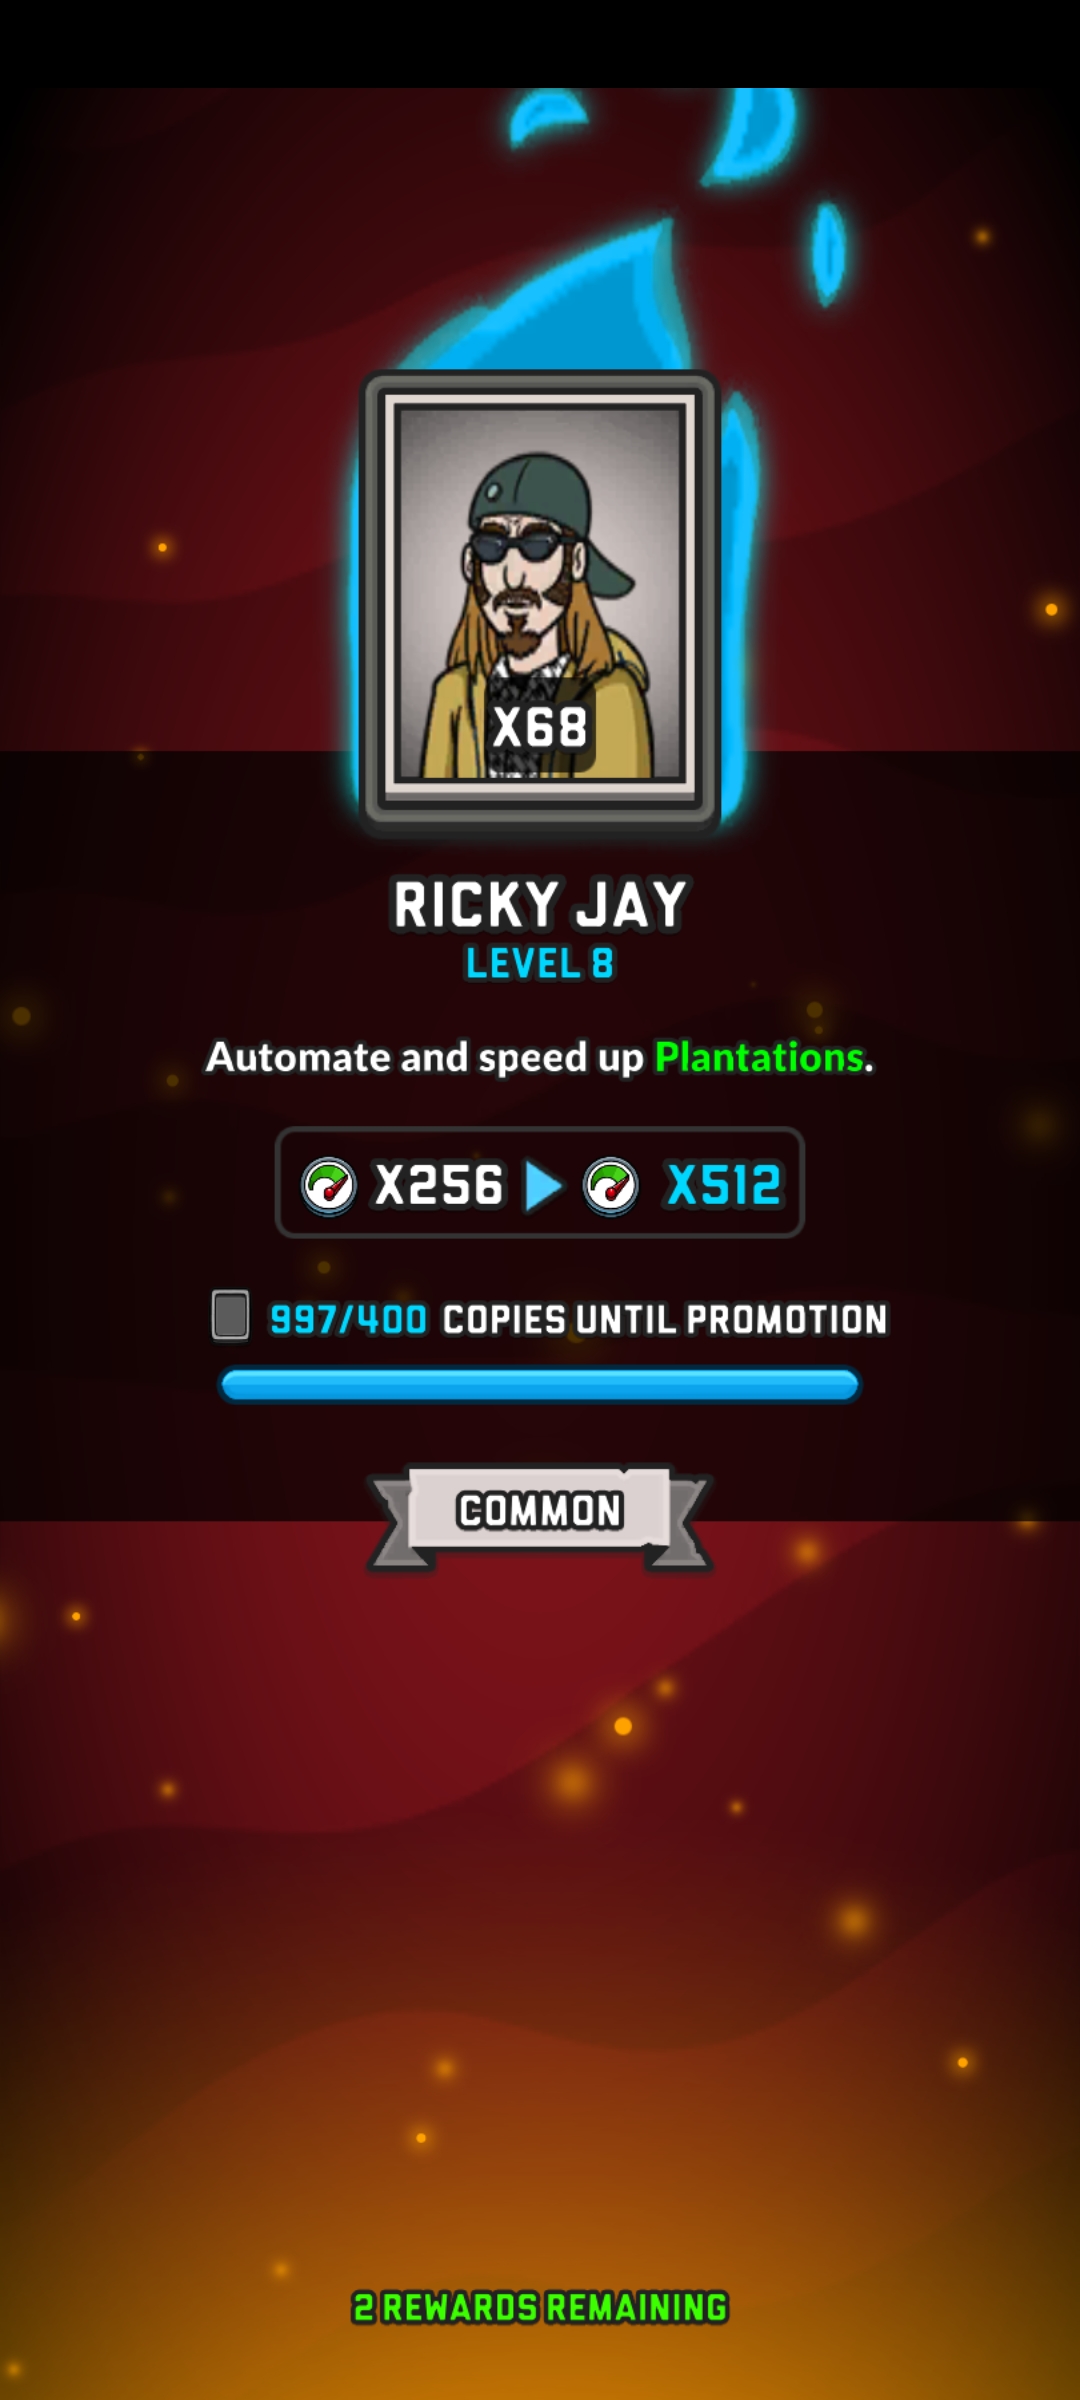 X68
RICKY JAY
LEVEL 8
Automate and speed up Plantations.
X256 X512
997/400 COPIES UNTIL PROMOTION
COMMON
2 REWARDS REMAINING